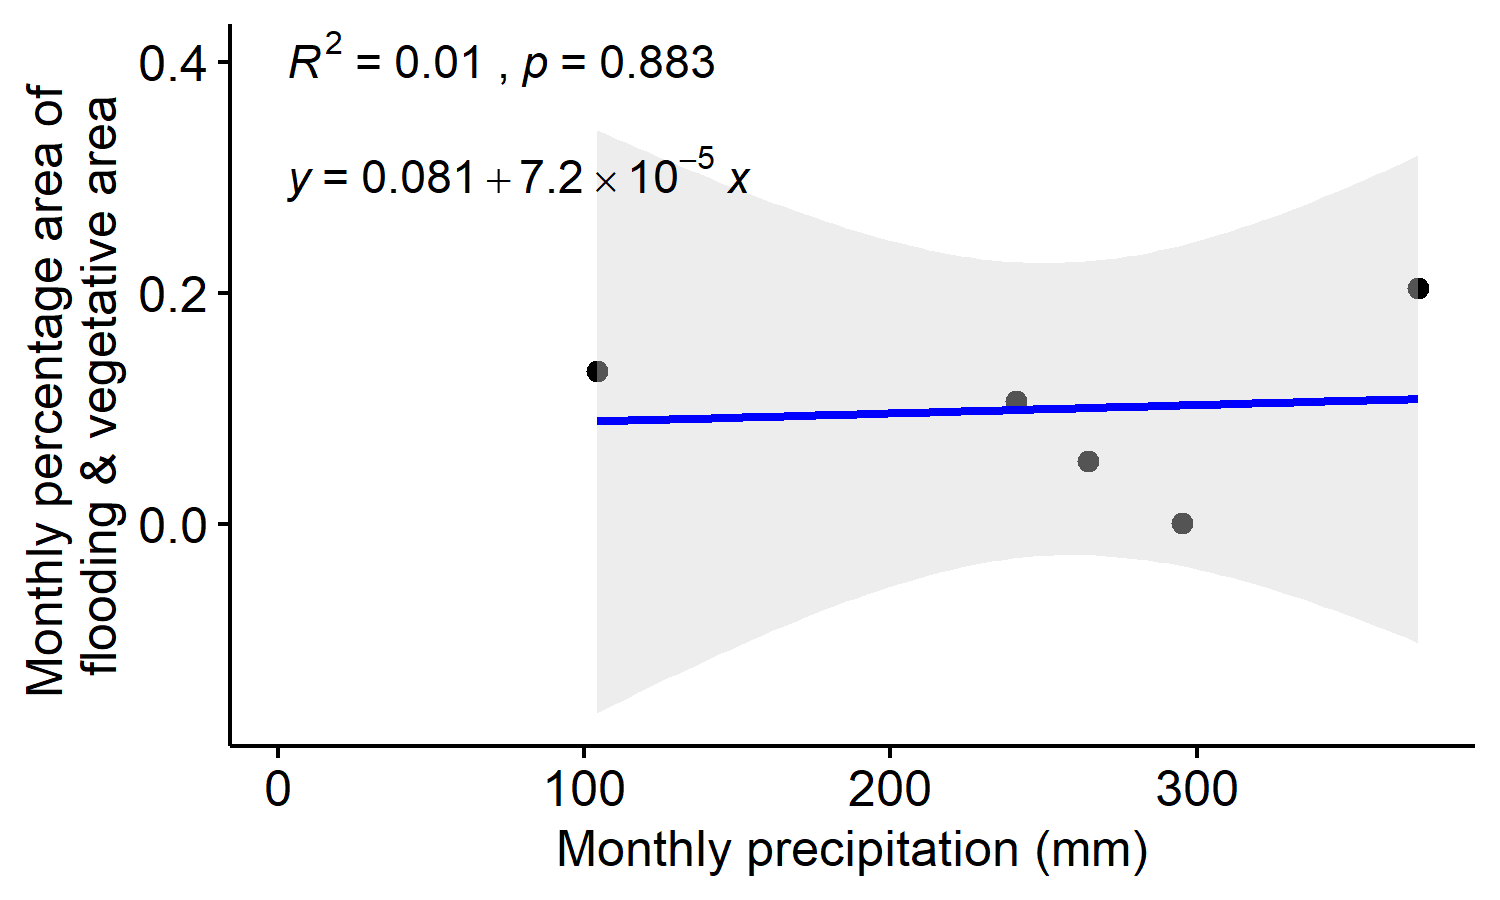 R² = 0.01 , p = 0.883
y = 0.081 + 7.2 × 10⁻⁵ x
Monthly percentage area of
flooding & vegetative area
0.4
0.2
0.0
0
100
200
300
Monthly precipitation (mm)